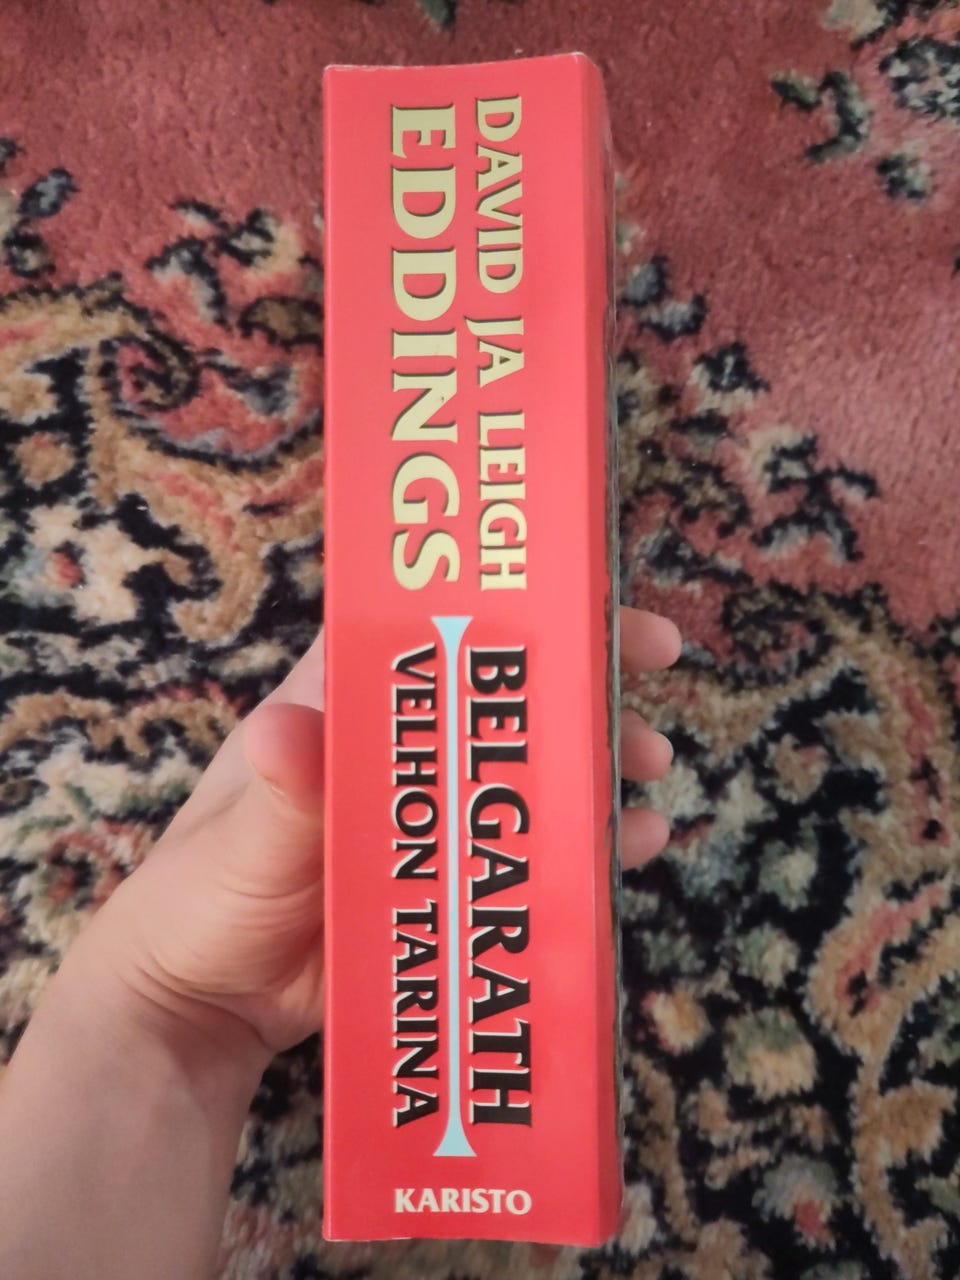 DAVID JA LEIGH
EDDINGS
BELGARATH
VELHON TARINA
KARISTO